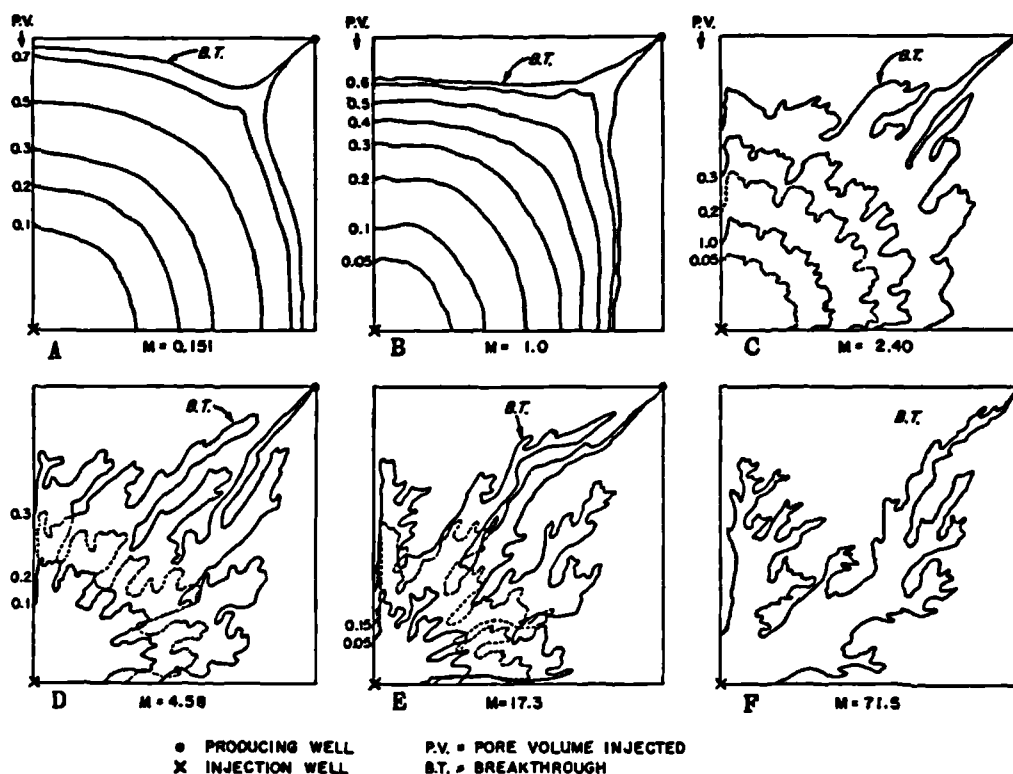 P.V.
B.T.
0.7
0.5
0.3
0.2
0.1
A
M = 0.151
P.V.
B.T.
0.6
0.5
0.4
0.3
0.2
0.1
0.05
B
M = 1.0
P.V.
B.T.
0.3
0.2
1.0
0.05
C
M = 2.40
B.T.
0.3
0.2
0.1
D
M = 4.58
B.T.
0.15
0.05
E
M = 17.3
B.T.
F
M = 71.5
● PRODUCING WELL
× INJECTION WELL
P.V. = PORE VOLUME INJECTED
B.T. = BREAKTHROUGH